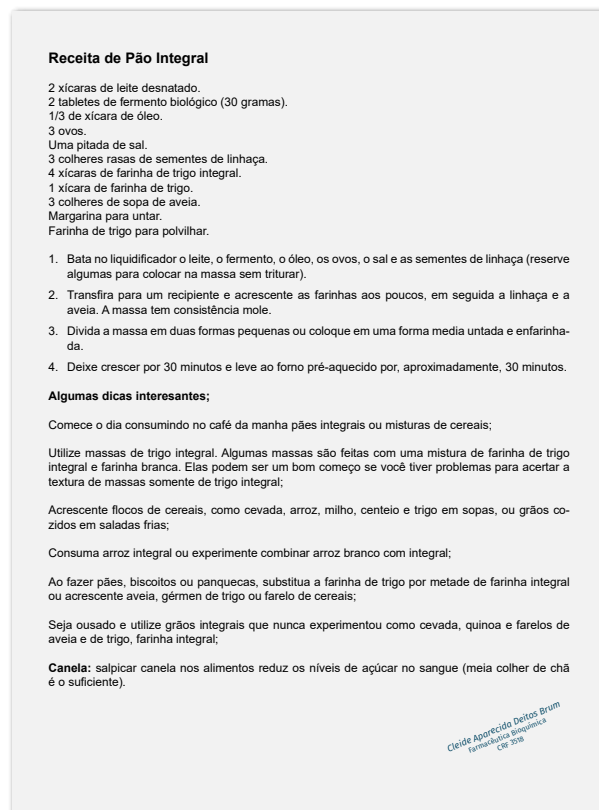 Receita de Pão Integral
2 xícaras de leite desnatado.
2 tabletes de fermento biológico (30 gramas).
1/3 de xícara de óleo.
3 ovos.
Uma pitada de sal.
3 colheres rasas de sementes de linhaça.
4 xícaras de farinha de trigo integral.
1 xícara de farinha de trigo.
3 colheres de sopa de aveia.
Margarina para untar.
Farinha de trigo para polvilhar.
1. Bata no liquidificador o leite, o fermento, o óleo, os ovos, o sal e as sementes de linhaça (reserve
algumas para colocar na massa sem triturar).
2. Transfira para um recipiente e acrescente as farinhas aos poucos, em seguida a linhaça e a
aveia. A massa tem consistência mole.
3. Divida a massa em duas formas pequenas ou coloque em uma forma media untada e enfarinha-
da.
4. Deixe crescer por 30 minutos e leve ao forno pré-aquecido por, aproximadamente, 30 minutos.
Algumas dicas interesantes;
Comece o dia consumindo no café da manha pães integrais ou misturas de cereais;
Utilize massas de trigo integral. Algumas massas são feitas com uma mistura de farinha de trigo
integral e farinha branca. Elas podem ser um bom começo se você tiver problemas para acertar a
textura de massas somente de trigo integral;
Acrescente flocos de cereais, como cevada, arroz, milho, centeio e trigo em sopas, ou grãos co-
zidos em saladas frias;
Consuma arroz integral ou experimente combinar arroz branco com integral;
Ao fazer pães, biscoitos ou panquecas, substitua a farinha de trigo por metade de farinha integral
ou acrescente aveia, gérmen de trigo ou farelo de cereais;
Seja ousado e utilize grãos integrais que nunca experimentou como cevada, quinoa e farelos de
aveia e de trigo, farinha integral;
Canela: salpicar canela nos alimentos reduz os níveis de açúcar no sangue (meia colher de chã
é o suficiente).
Cleide Aparecida Deitos Brum
Farmacêutica Bioquímica
CRF 3518